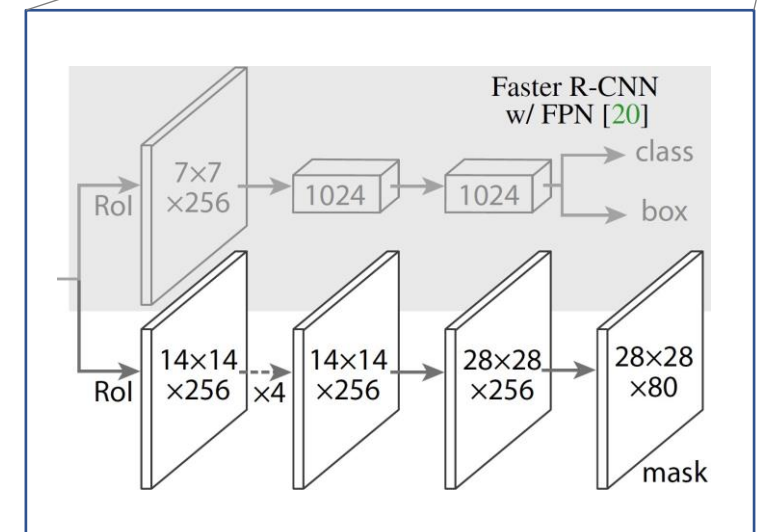 Faster R-CNN
w/ FPN [20]
RoI
7×7
×256
1024
1024
class
box
RoI
14×14
×256
×4
14×14
×256
28×28
×256
28×28
×80
mask